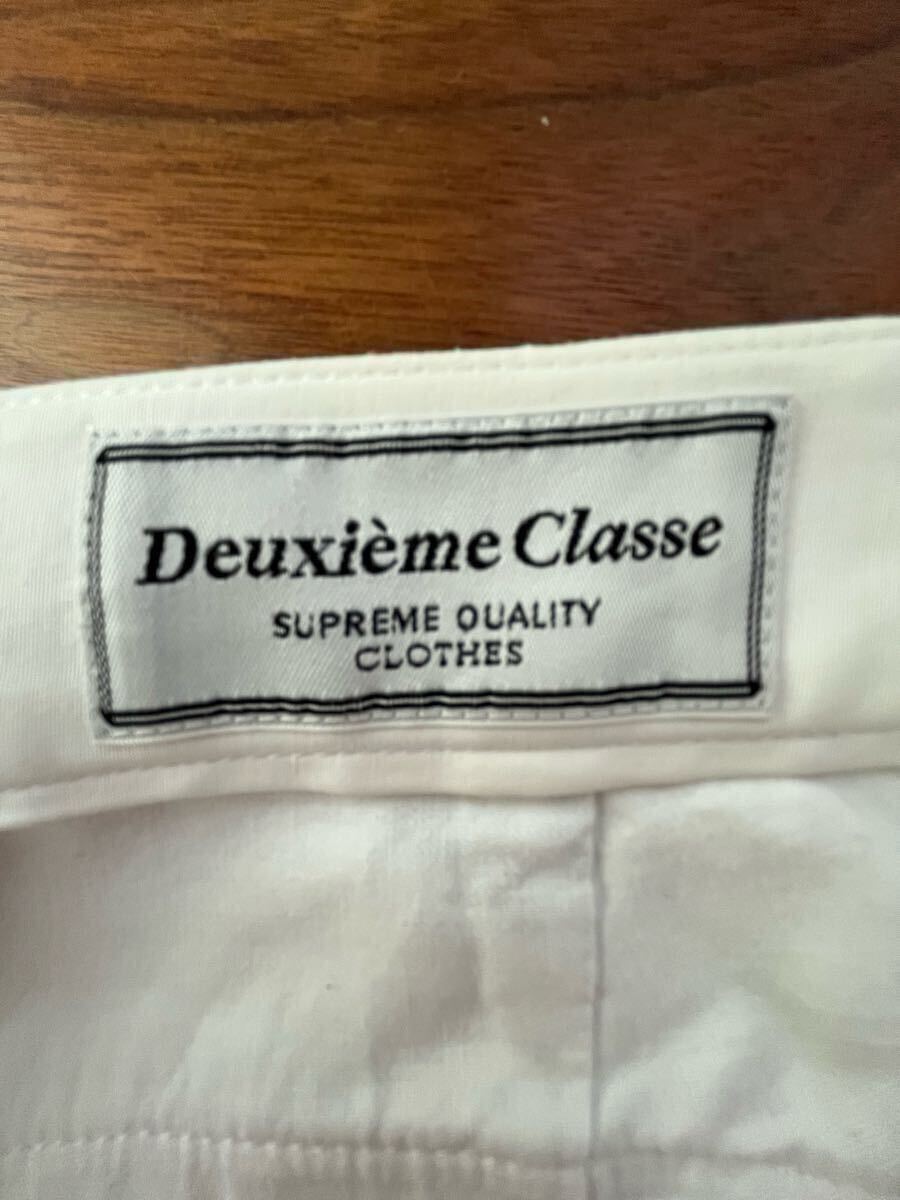 Deuxième Classe
SUPREME QUALITY
CLOTHES